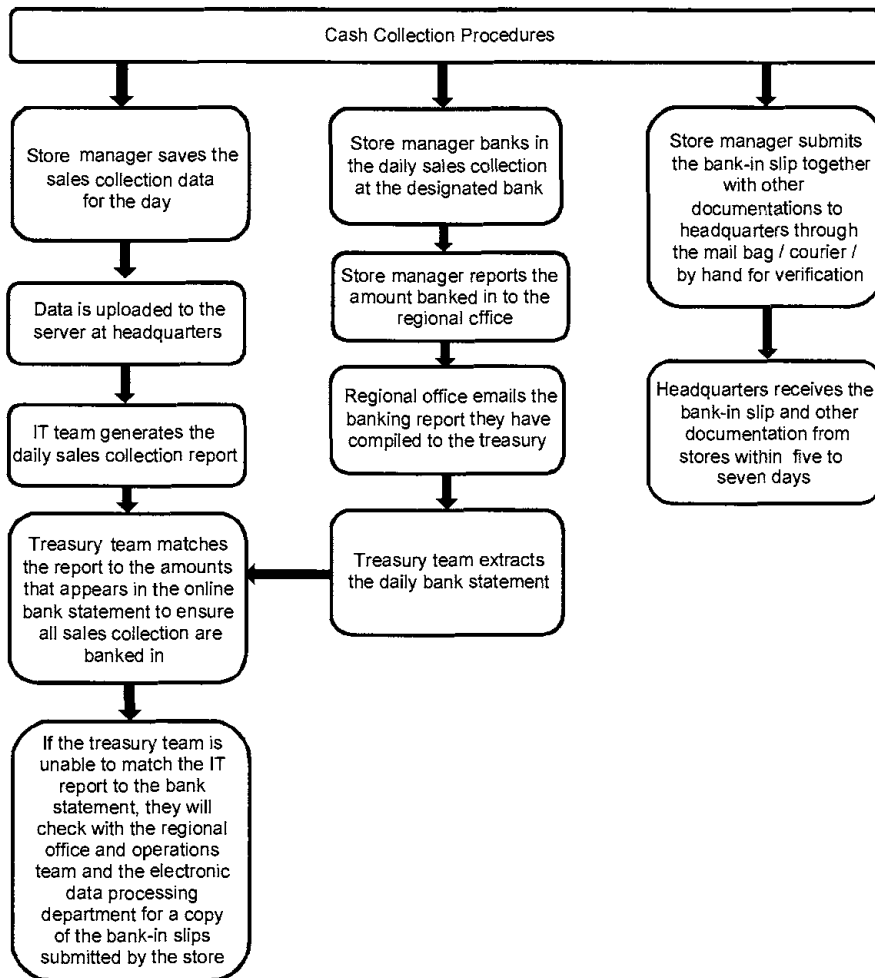 Cash Collection Procedures
Store manager saves the
sales collection data
for the day
Data is uploaded to the
server at headquarters
IT team generates the
daily sales collection report
Treasury team matches
the report to the amounts
that appears in the online
bank statement to ensure
all sales collection are
banked in
If the treasury team is
unable to match the IT
report to the bank
statement, they will
check with the regional
office and operations
team and the electronic
data processing
department for a copy
of the bank-in slips
submitted by the store
Store manager banks in
the daily sales collection
at the designated bank
Store manager reports the
amount banked in to the
regional office
Regional office emails the
banking report they have
compiled to the treasury
Treasury team extracts
the daily bank statement
Store manager submits
the bank-in slip together
with other
documentations to
headquarters through
the mail bag / courier /
by hand for verification
Headquarters receives the
bank-in slip and other
documentation from
stores within five to
seven days